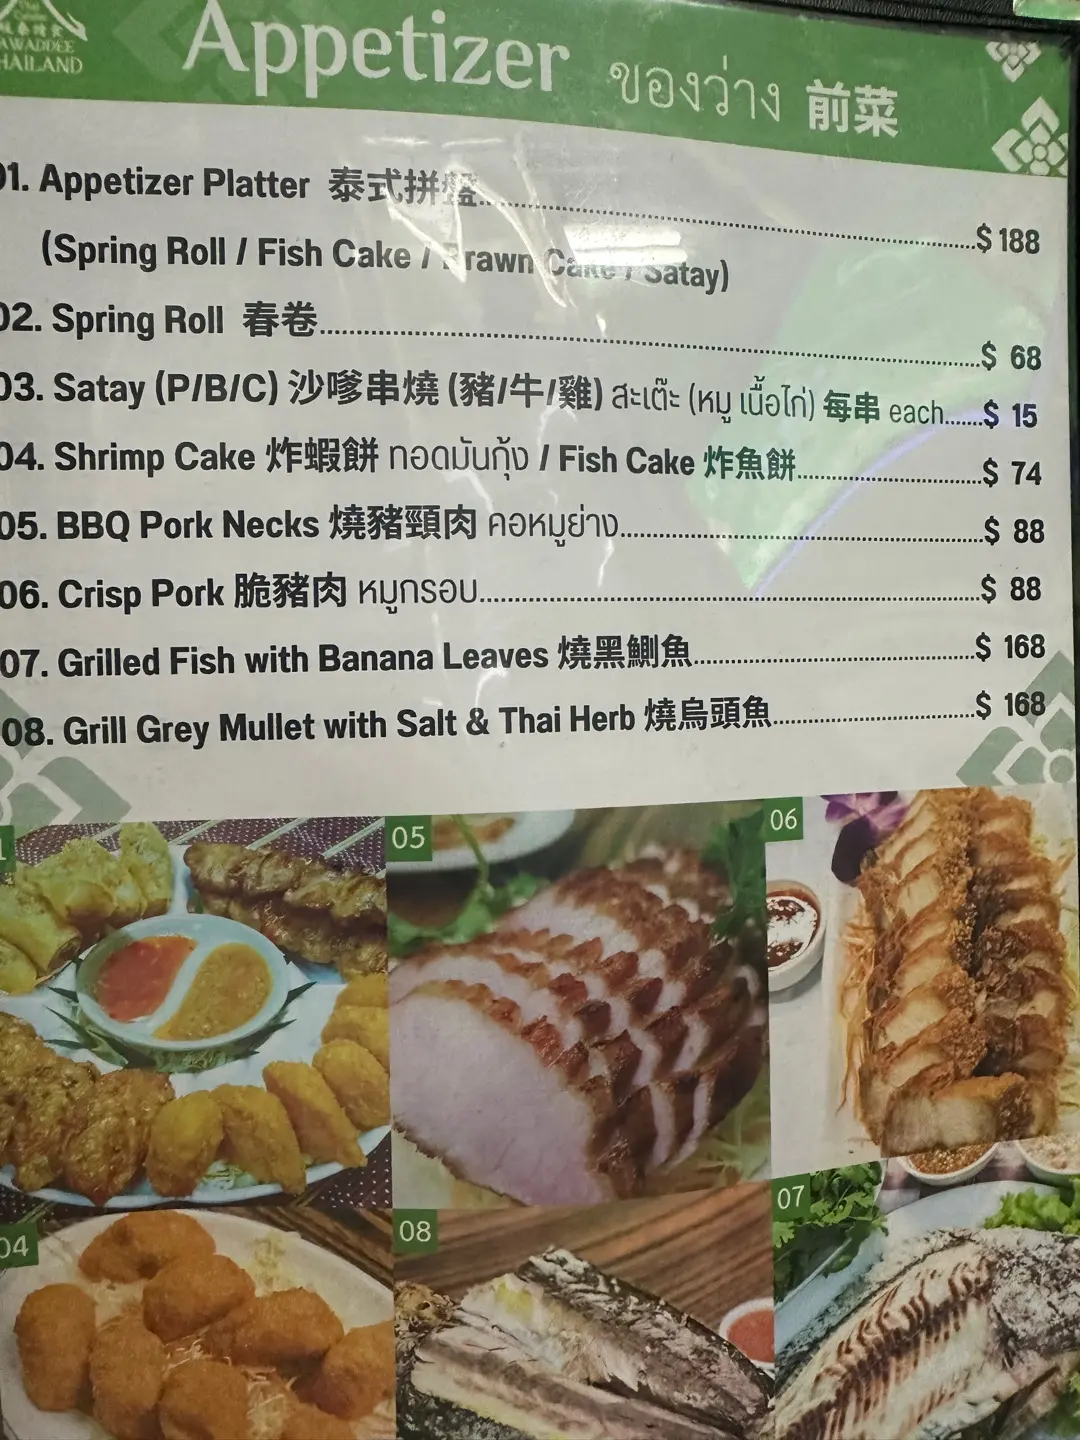 AWADDEE
HAILAND
Appetizer ของว่าง 前菜
01. Appetizer Platter 泰式拼盤 $ 188
(Spring Roll / Fish Cake / Prawn Cake / Satay)
02. Spring Roll 春卷 $ 68
03. Satay (P/B/C) 沙嗲串燒 (豬/牛/雞) สะเต๊ะ (หมู เนื้อไก่) 每串 each $ 15
04. Shrimp Cake 炸蝦餅 ทอดมันกุ้ง / Fish Cake 炸魚餅 $ 74
05. BBQ Pork Necks 燒豬頸肉 คอหมูย่าง $ 88
06. Crisp Pork 脆豬肉 หมูกรอบ $ 88
07. Grilled Fish with Banana Leaves 燒黑鰂魚 $ 168
08. Grill Grey Mullet with Salt & Thai Herb 燒烏頭魚 $ 168
1
05
06
04
08
07